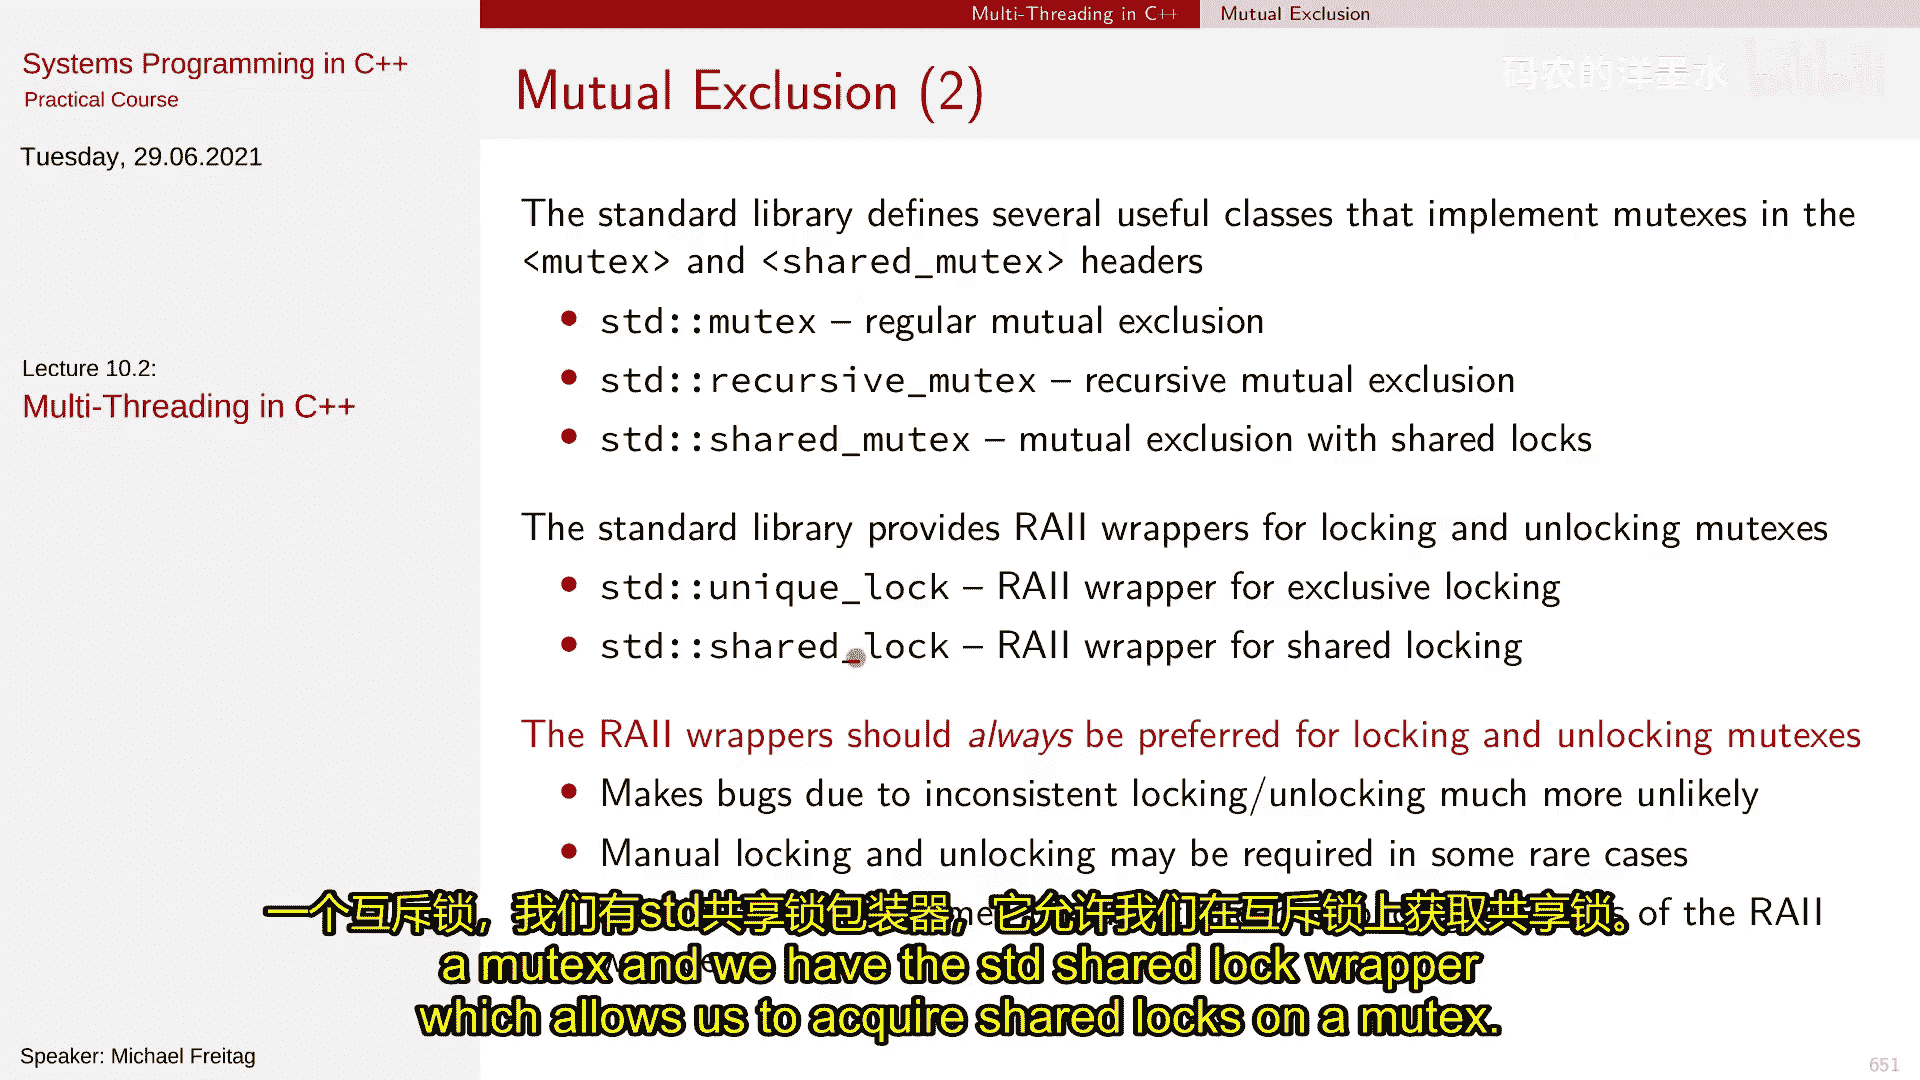 Multi-Threading in C++ Mutual Exclusion
Systems Programming in C++
Practical Course
Tuesday, 29.06.2021
Lecture 10.2:
Multi-Threading in C++
Speaker: Michael Freitag
Mutual Exclusion (2)
码农的洋墨水 bilibili
The standard library defines several useful classes that implement mutexes in the
<mutex> and <shared_mutex> headers
• std::mutex – regular mutual exclusion
• std::recursive_mutex – recursive mutual exclusion
• std::shared_mutex – mutual exclusion with shared locks
The standard library provides RAII wrappers for locking and unlocking mutexes
• std::unique_lock – RAII wrapper for exclusive locking
• std::shared_lock – RAII wrapper for shared locking
The RAII wrappers should always be preferred for locking and unlocking mutexes
• Makes bugs due to inconsistent locking/unlocking much more unlikely
• Manual locking and unlocking may be required in some rare cases
of the RAII
一个互斥锁，我们有std共享锁包装器，它允许我们在互斥锁上获取共享锁。
a mutex and we have the std shared lock wrapper
which allows us to acquire shared locks on a mutex.
651